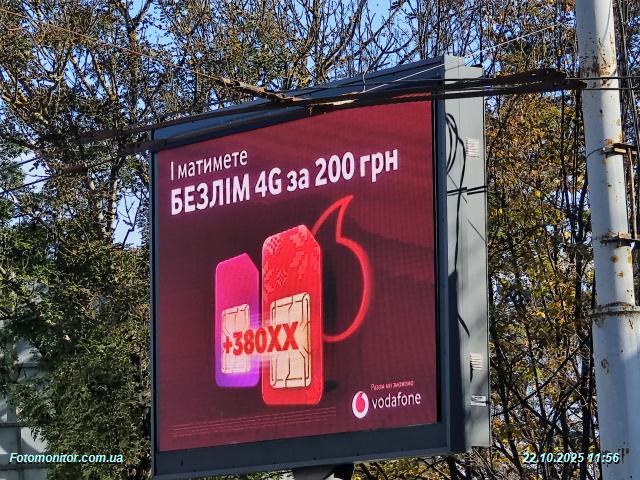 І матимете
БЕЗЛІМ 4G за 200 грн
+380XX
Разом ми зможемо
vodafone
Fotomonitor.com.ua
22.10.2025 11:56